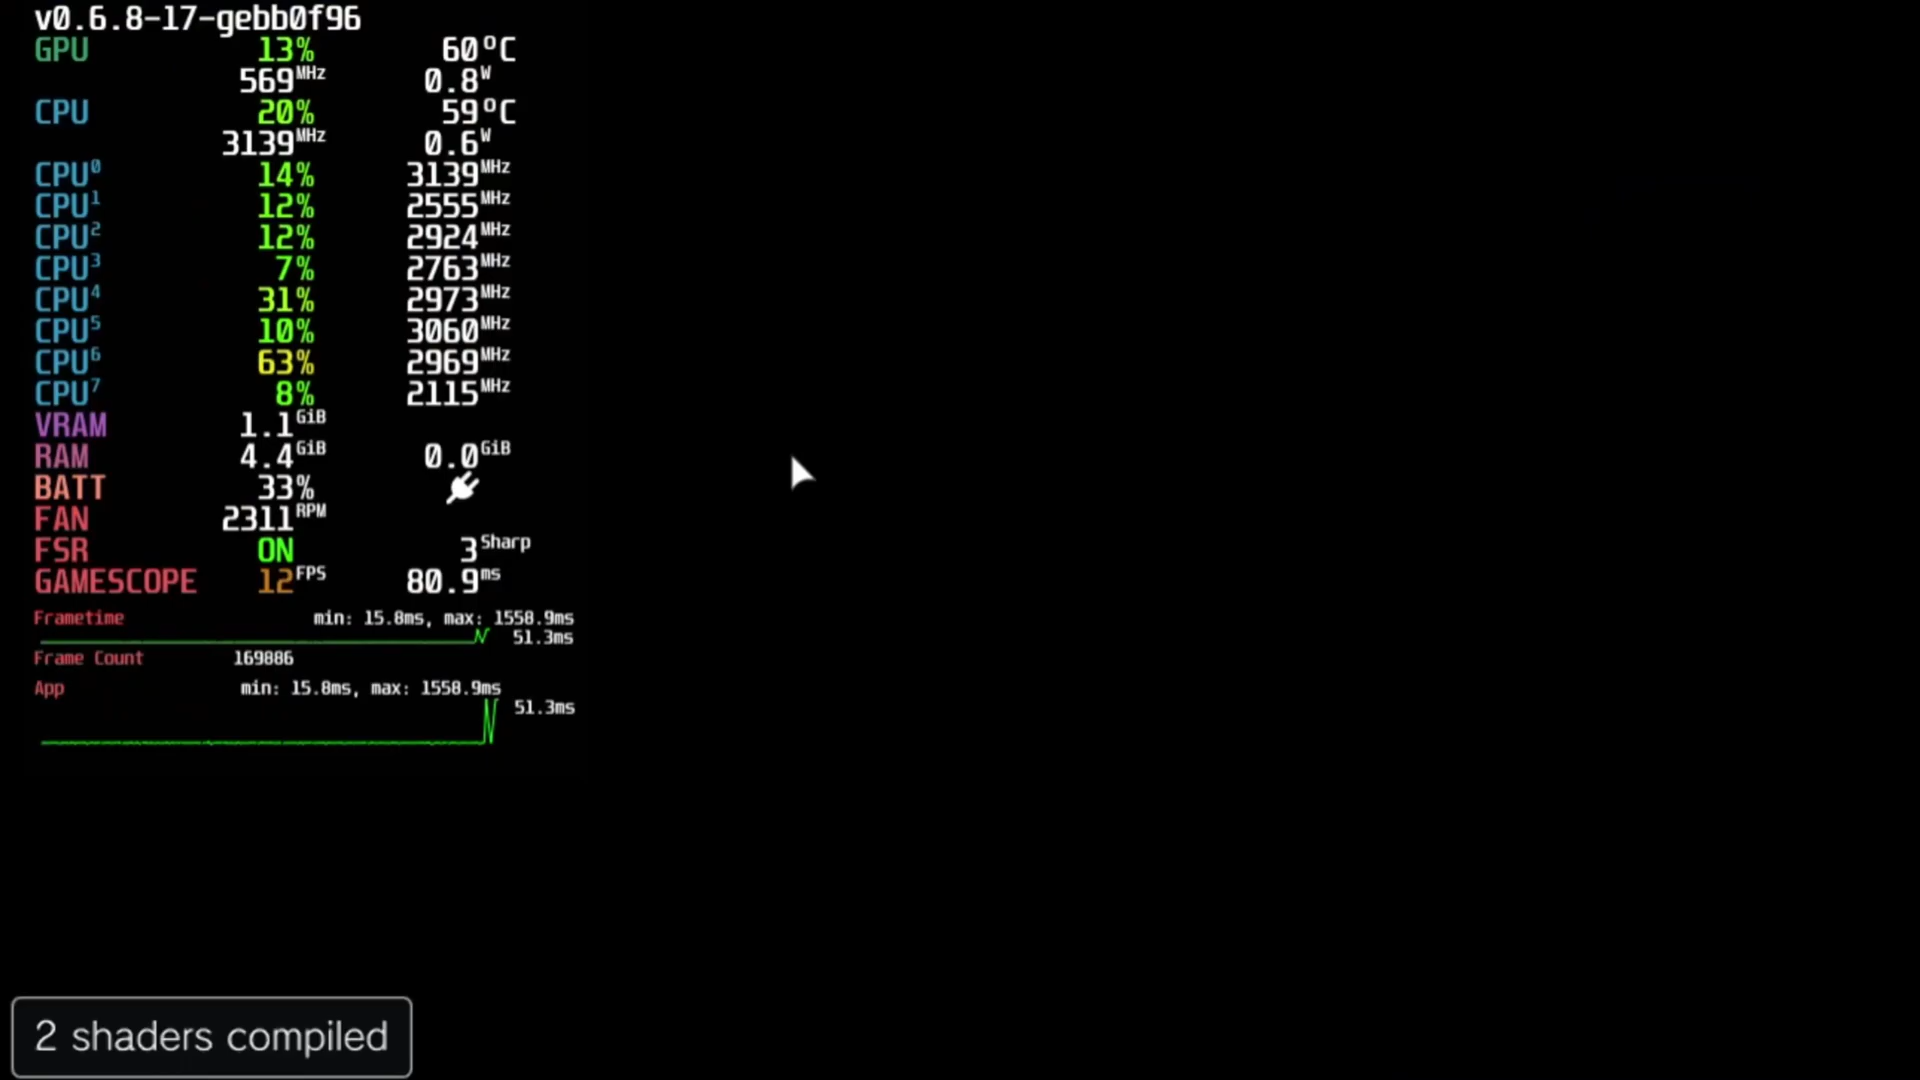 v0.6.8-17-gebb0f96
GPU 13% 60°C
569MHz 0.8W
CPU 20% 59°C
3139MHz 0.6W
CPU0 14% 3139MHz
CPU1 12% 2555MHz
CPU2 12% 2924MHz
CPU3 7% 2763MHz
CPU4 31% 2973MHz
CPU5 10% 3060MHz
CPU6 63% 2969MHz
CPU7 8% 2115MHz
VRAM 1.1GiB
RAM 4.4GiB 0.0GiB
BATT 33%
FAN 2311RPM
FSR ON 3Sharp
GAMESCOPE 12FPS 80.9ms
Frametime min: 15.8ms, max: 1558.9ms
51.3ms
Frame Count 169886
App min: 15.8ms, max: 1558.9ms
51.3ms
2 shaders compiled